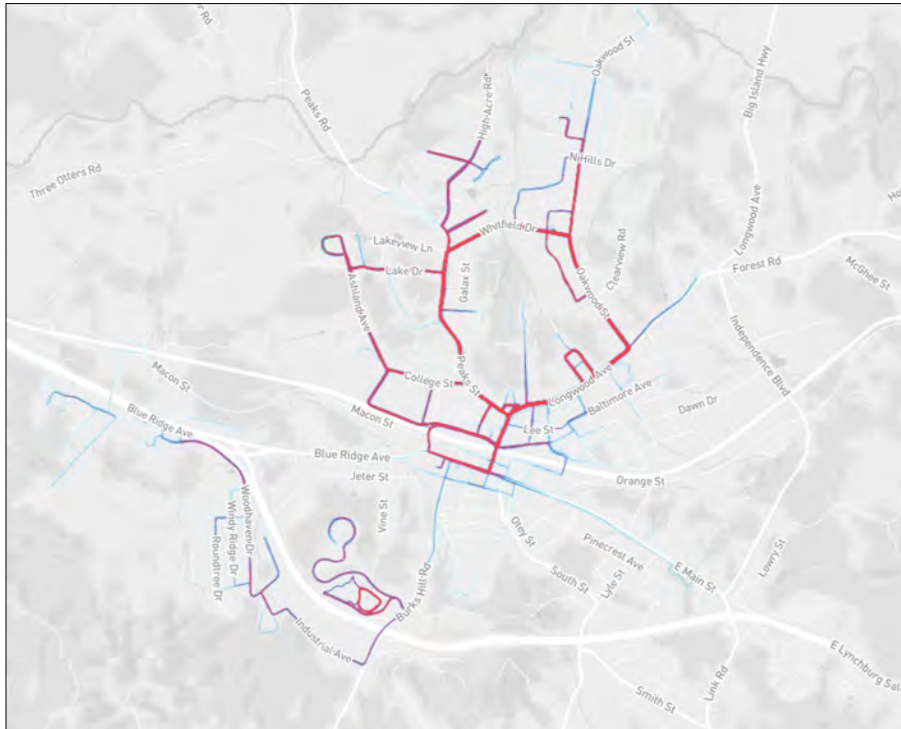 Oakwood St
Big Island Hwy
Peaks Rd
High Acre Rd
Three Otters Rd
N Hills Dr
Longwood Ave
Whitfield Dr
Lakeview Ln
Clearview Rd
Forest Rd
McGhee St
Lake Dr
Galax St
Ashland Ave
Oakwood St
Independence Blvd
Macon St
Peaks St
College St
Longwood Ave
Baltimore Ave
Dawn Dr
Macon St
Blue Ridge Ave
Lee St
Blue Ridge Ave
Jeter St
Orange St
Vine St
Otey St
Woodhaven Dr
Windy Ridge Dr
Roundtree Dr
Pinecrest Ave
E Main St
Lowry St
South St
Lyle St
Burks Hill Rd
Industrial Ave
E Lynchburg Sal
Link Rd
Smith St